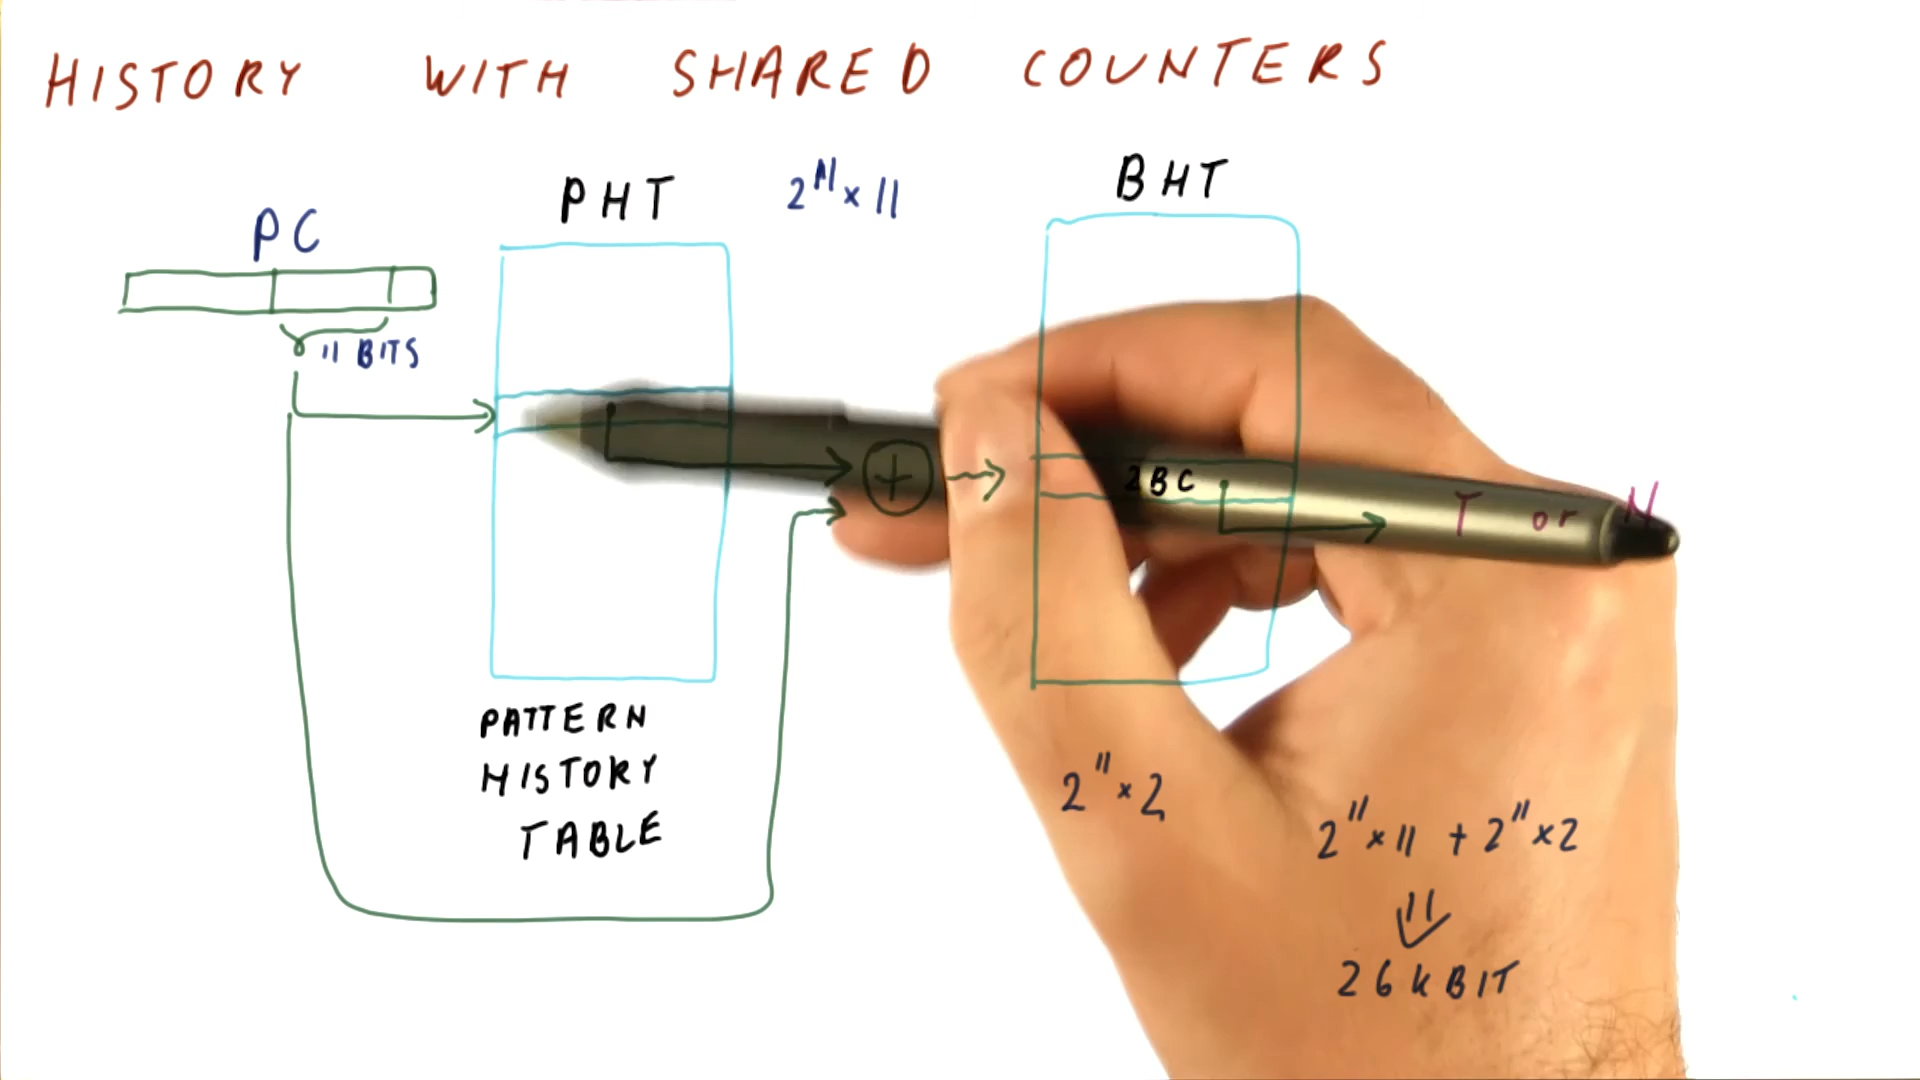 HISTORY WITH SHARED COUNTERS
PHT
2^11 x 11
BHT
PC
11 BITS
+
2BC
T or N
PATTERN
HISTORY
TABLE
2^11 x 2
2^11 x 11 + 2^11 x 2
26 kBIT